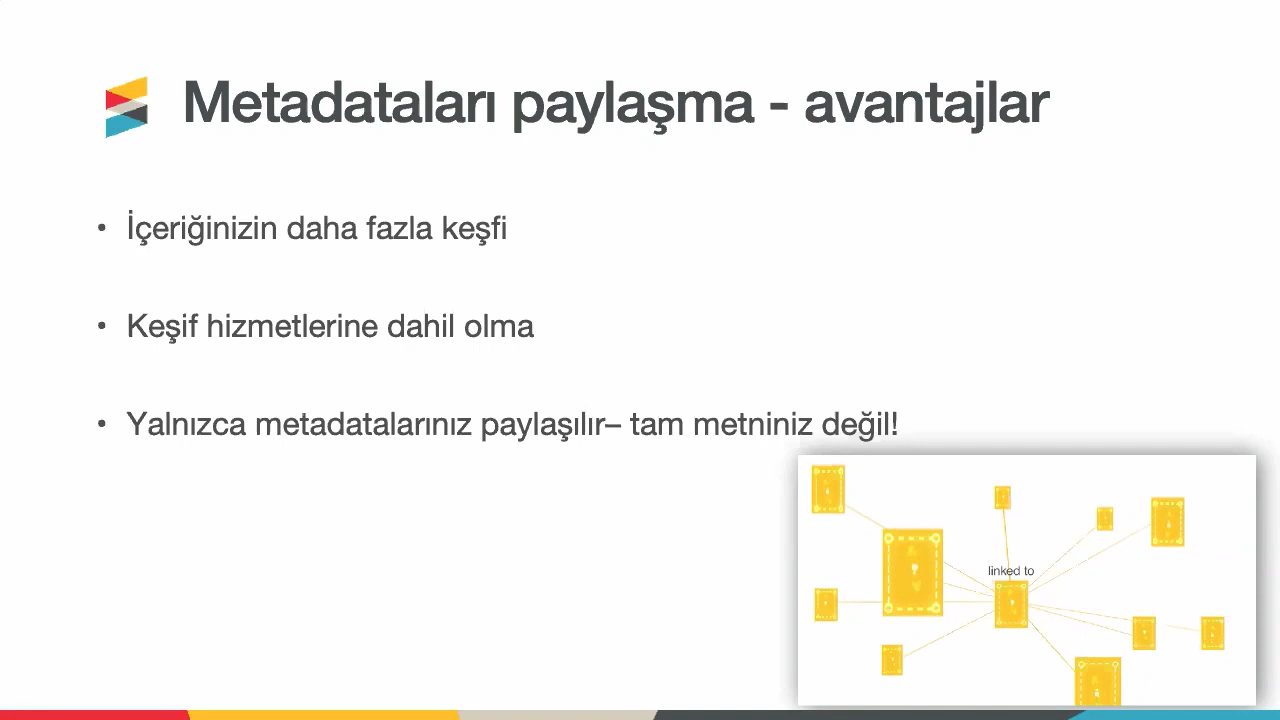 Metadataları paylaşma - avantajlar
• İçeriğinizin daha fazla keşfi
• Keşif hizmetlerine dahil olma
• Yalnızca metadatalarınız paylaşılır– tam metniniz değil!
linked to